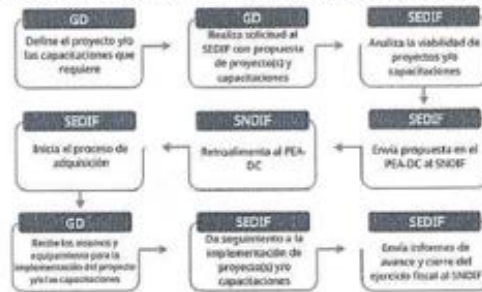 GD
Define el proyecto y/o
las capacitaciones que
requiere
GD
Realiza solicitud al
SEDIF con propuesta
de proyecto(s) y
capacitaciones
SEDIF
Analiza la viabilidad de
proyectos y/o
capacitaciones
SEDIF
Inicia el proceso de
adquisición
SNDIF
Retroalimenta al PEA-
DC
SEDIF
Envía propuesta en el
PEA-DC al SNDIF
GD
Recibe los insumos y
equipamiento para la
implementación del proyecto
y/o las capacitaciones
SEDIF
Da seguimiento a la
implementación de
proyecto(s) y/o
capacitaciones
SEDIF
Envía informes de
avance y cierre del
ejercicio fiscal al SNDIF